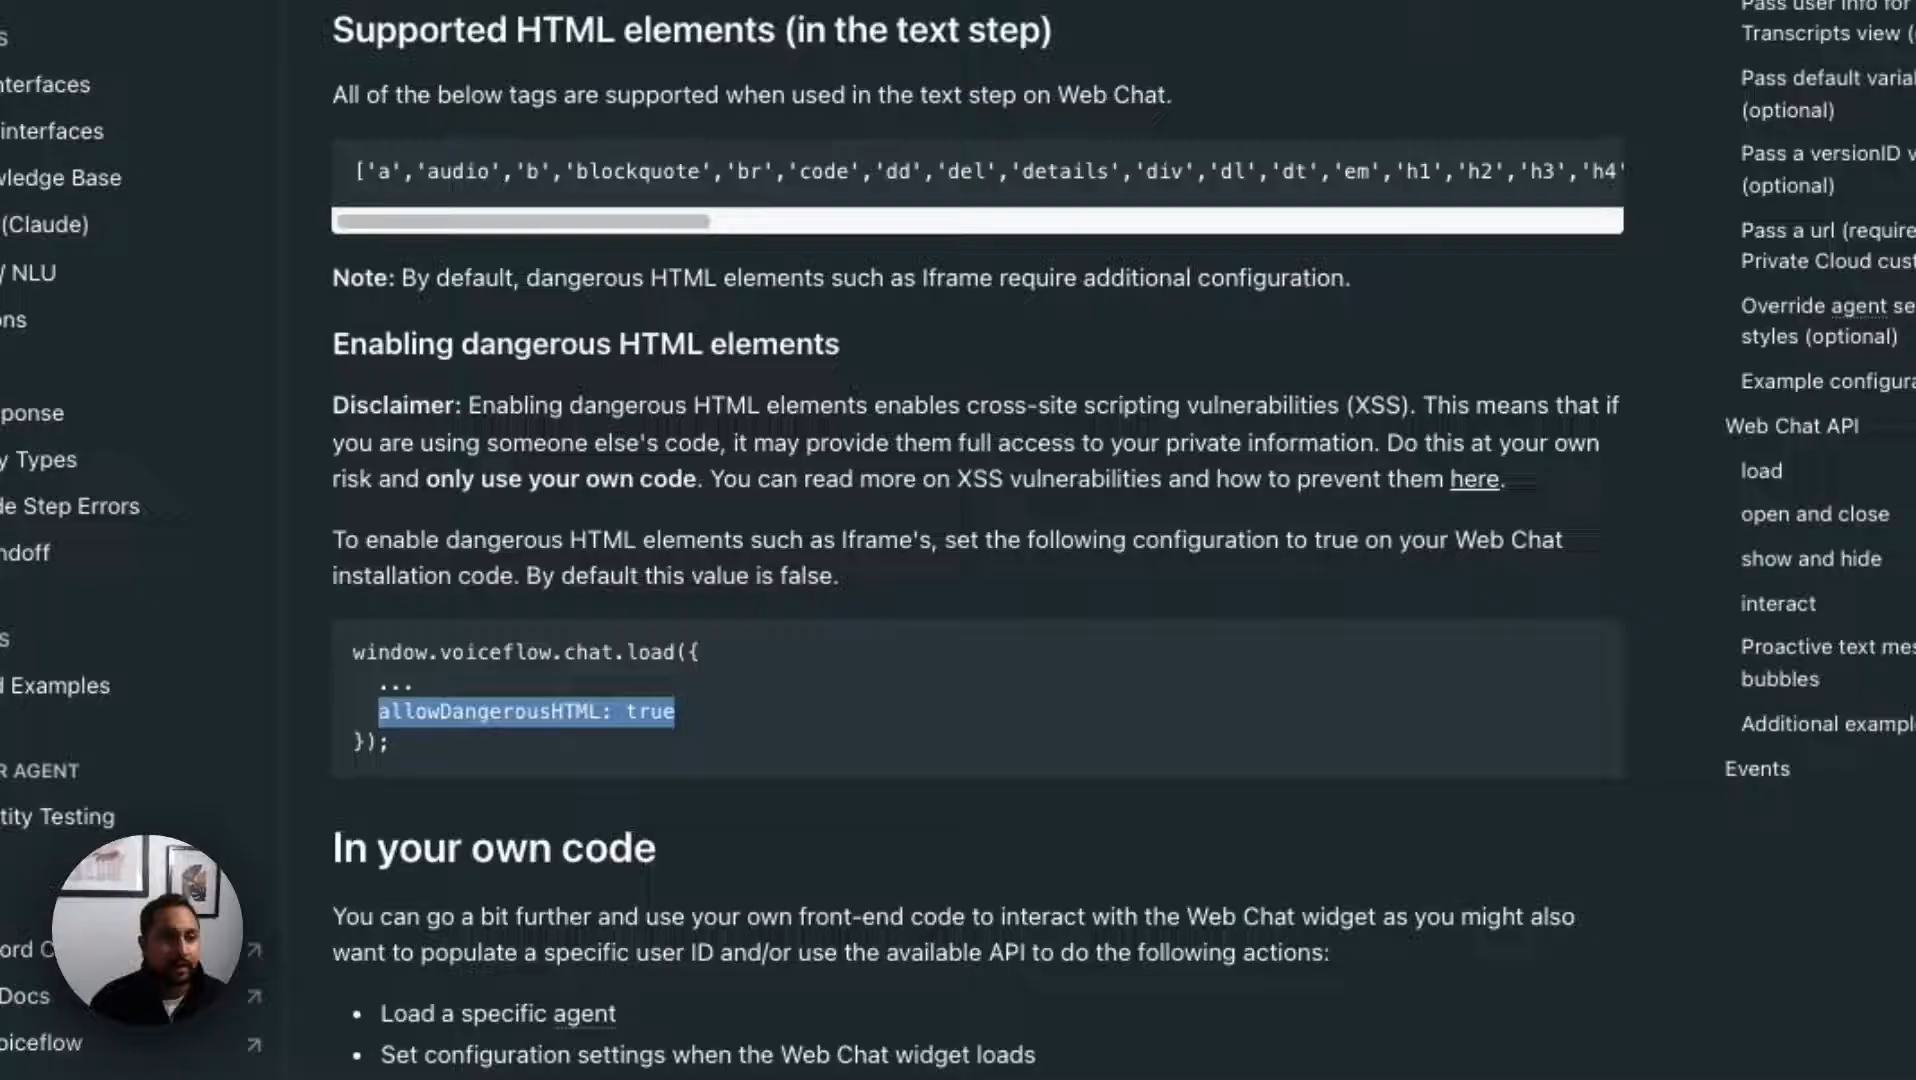 Supported HTML elements (in the text step)
All of the below tags are supported when used in the text step on Web Chat.
['a','audio','b','blockquote','br','code','dd','del','details','div','dl','dt','em','h1','h2','h3','h4'
Note: By default, dangerous HTML elements such as Iframe require additional configuration.
Enabling dangerous HTML elements
Disclaimer: Enabling dangerous HTML elements enables cross-site scripting vulnerabilities (XSS). This means that if
you are using someone else's code, it may provide them full access to your private information. Do this at your own
risk and only use your own code. You can read more on XSS vulnerabilities and how to prevent them here.
To enable dangerous HTML elements such as Iframe's, set the following configuration to true on your Web Chat
installation code. By default this value is false.
window.voiceflow.chat.load({
...
allowDangerousHTML: true
});
In your own code
You can go a bit further and use your own front-end code to interact with the Web Chat widget as you might also
want to populate a specific user ID and/or use the available API to do the following actions:
• Load a specific agent
• Set configuration settings when the Web Chat widget loads
s
nterfaces
interfaces
wledge Base
(Claude)
/ NLU
ons
ponse
y Types
de Step Errors
ndoff
s
d Examples
R AGENT
tity Testing
ord C
Docs
oiceflow
Pass user info for
Transcripts view (
Pass default varial
(optional)
Pass a versionID v
(optional)
Pass a url (require
Private Cloud cust
Override agent se
styles (optional)
Example configura
Web Chat API
load
open and close
show and hide
interact
Proactive text mes
bubbles
Additional exampl
Events